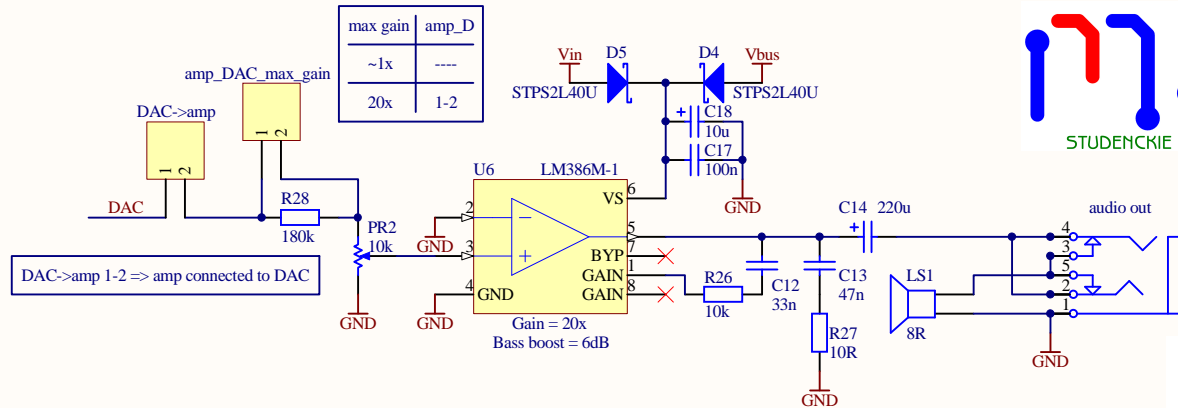 max gain amp_D
~1x ----
20x 1-2
amp_DAC_max_gain
1 2
DAC->amp
1 2
DAC
R28
180k
PR2
10k
GND
DAC->amp 1-2 => amp connected to DAC
Vin
D5
STPS2L40U
D4
Vbus
STPS2L40U
C18
10u
C17
100n
GND
U6 LM386M-1
VS 6
2
GND
3
4 GND
GND
5
BYP 7
GAIN 1
GAIN 8
Gain = 20x
Bass boost = 6dB
R26
10k
C12
33n
C13
47n
R27
10R
GND
C14 220u
LS1
8R
audio out
4
3
5
2
1
GND
STUDENCKIE